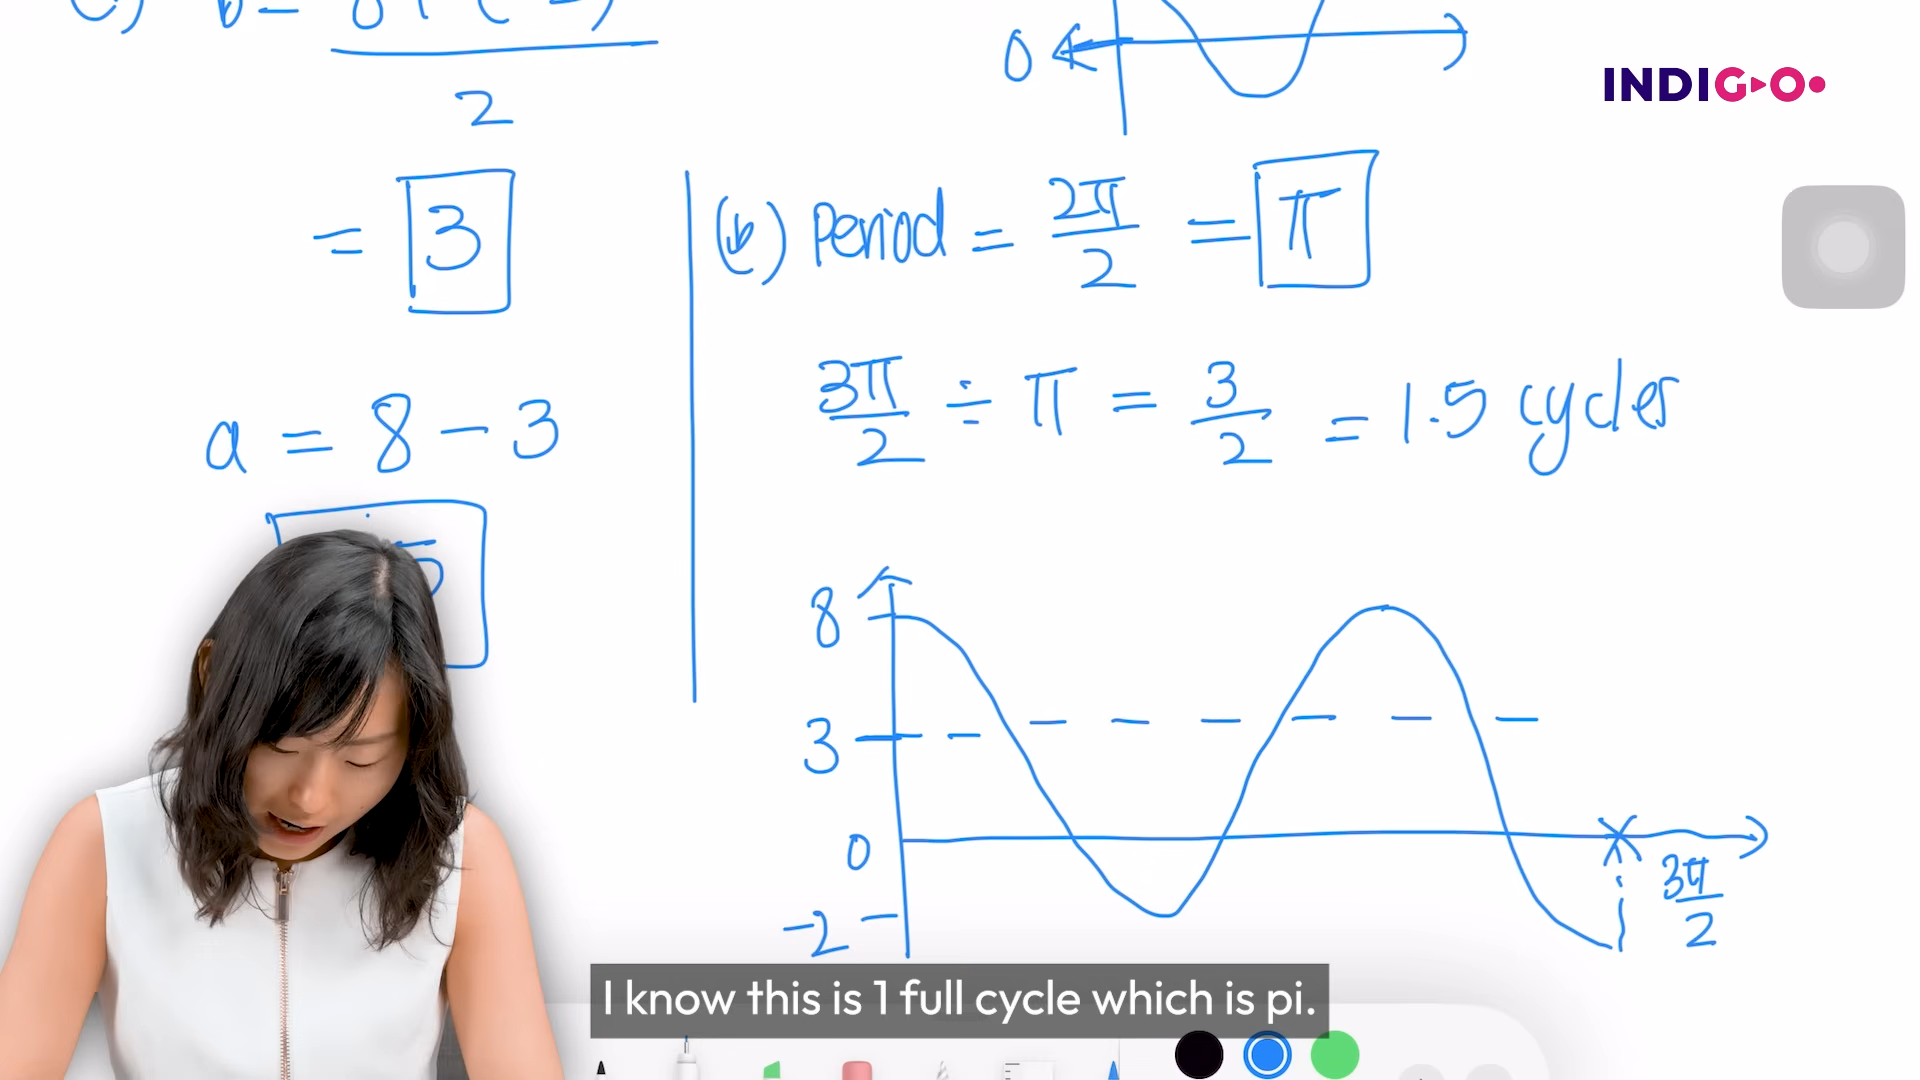 2
= 3
a = 8 - 3
0
INDIGO
(b) Period = 2π/2 = π
3π/2 ÷ π = 3/2 = 1.5 cycles
8
3
0
-2
3π/2
I know this is 1 full cycle which is pi.